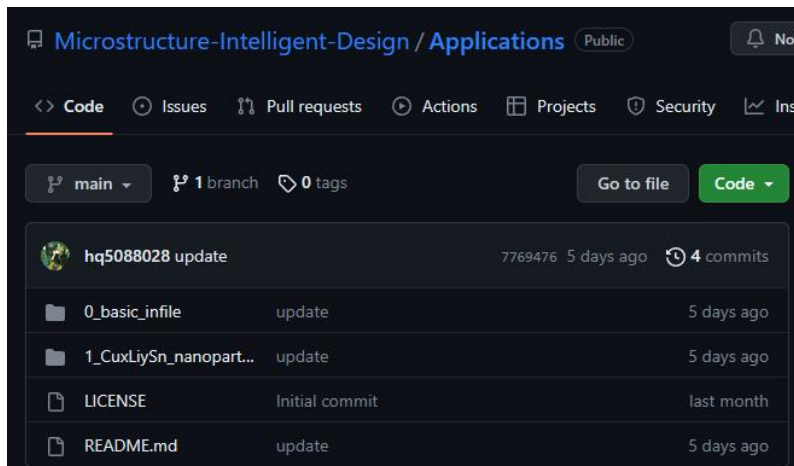 Microstructure-Intelligent-Design / Applications Public No
Code Issues Pull requests Actions Projects Security Ins
main 1 branch 0 tags Go to file Code
hq5088028 update 7769476 5 days ago 4 commits
0_basic_infile update 5 days ago
1_CuxLiySn_nanopart... update 5 days ago
LICENSE Initial commit last month
README.md update 5 days ago